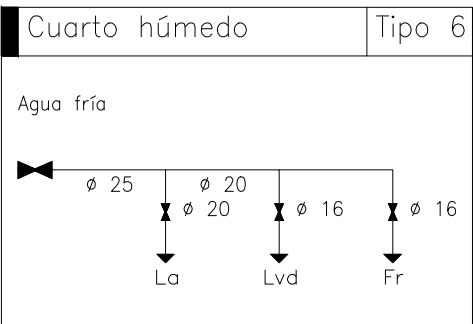 Cuarto húmedo Tipo 6
Agua fría
ø 25 ø 20
ø 20 ø 16 ø 16
La Lvd Fr